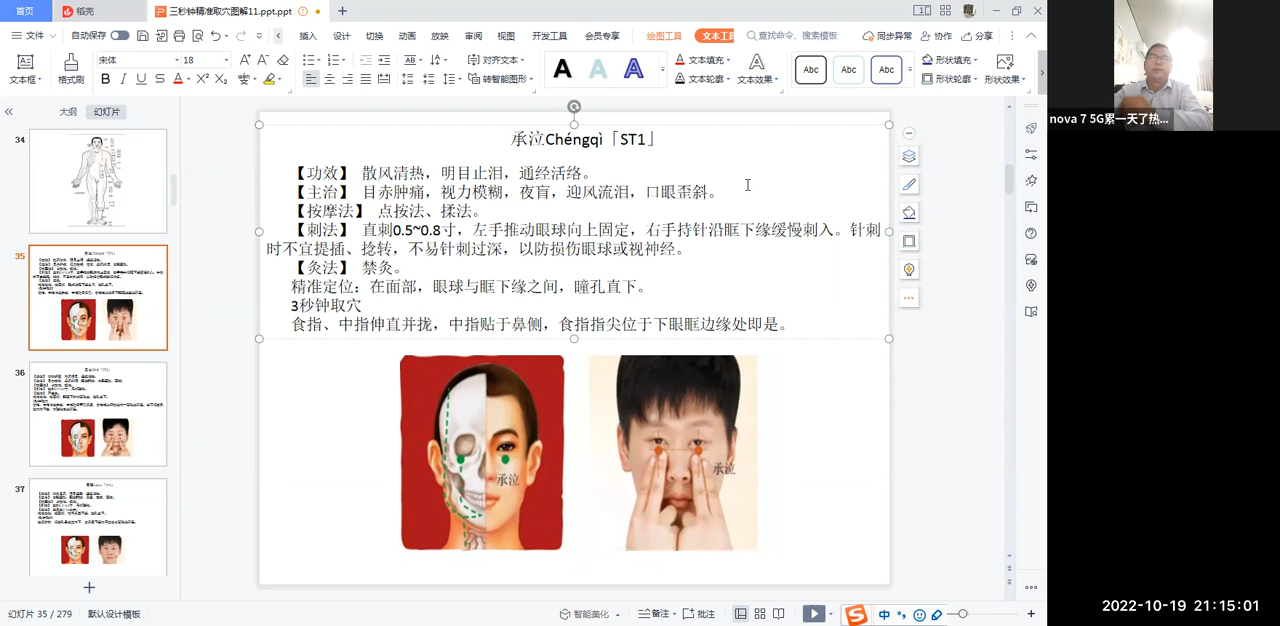 首页
稻壳
三秒钟精准取穴图解11.ppt.ppt
文件
自动保存
插入
设计
切换
动画
放映
审阅
视图
开发工具
会员专享
绘图工具
文本工具
查找命令、搜索模板
同步异常
协作
分享
文本框
格式刷
宋体
18
对齐文本
转智能图形
文本填充
文本轮廓
文本效果
Abc
Abc
Abc
形状填充
形状轮廓
形状效果
大纲
幻灯片
34
35
36
37
承泣Chéngqì「ST1」
【功效】 散风清热，明目止泪，通经活络。
【主治】 目赤肿痛，视力模糊，夜盲，迎风流泪，口眼歪斜。
【按摩法】 点按法、揉法。
【刺法】 直刺0.5~0.8寸，左手推动眼球向上固定，右手持针沿眶下缘缓慢刺入。针刺
时不宜提插、捻转，不易针刺过深，以防损伤眼球或视神经。
【灸法】 禁灸。
精准定位：在面部，眼球与眶下缘之间，瞳孔直下。
3秒钟取穴
食指、中指伸直并拢，中指贴于鼻侧，食指指尖位于下眼眶边缘处即是。
承泣
承泣
幻灯片 35 / 279
默认设计模板
智能美化
备注
批注
中
nova 7 5G累一天了热...
2022-10-19 21:15:01